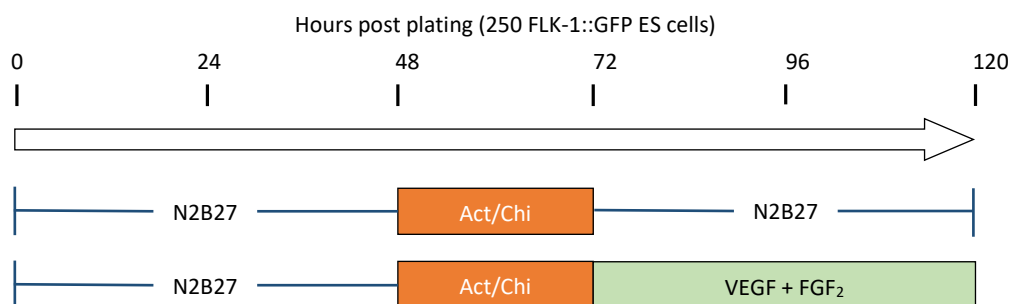 Hours post plating (250 FLK-1::GFP ES cells)
0 24 48 72 96 120
N2B27 Act/Chi N2B27
N2B27 Act/Chi VEGF + FGF₂